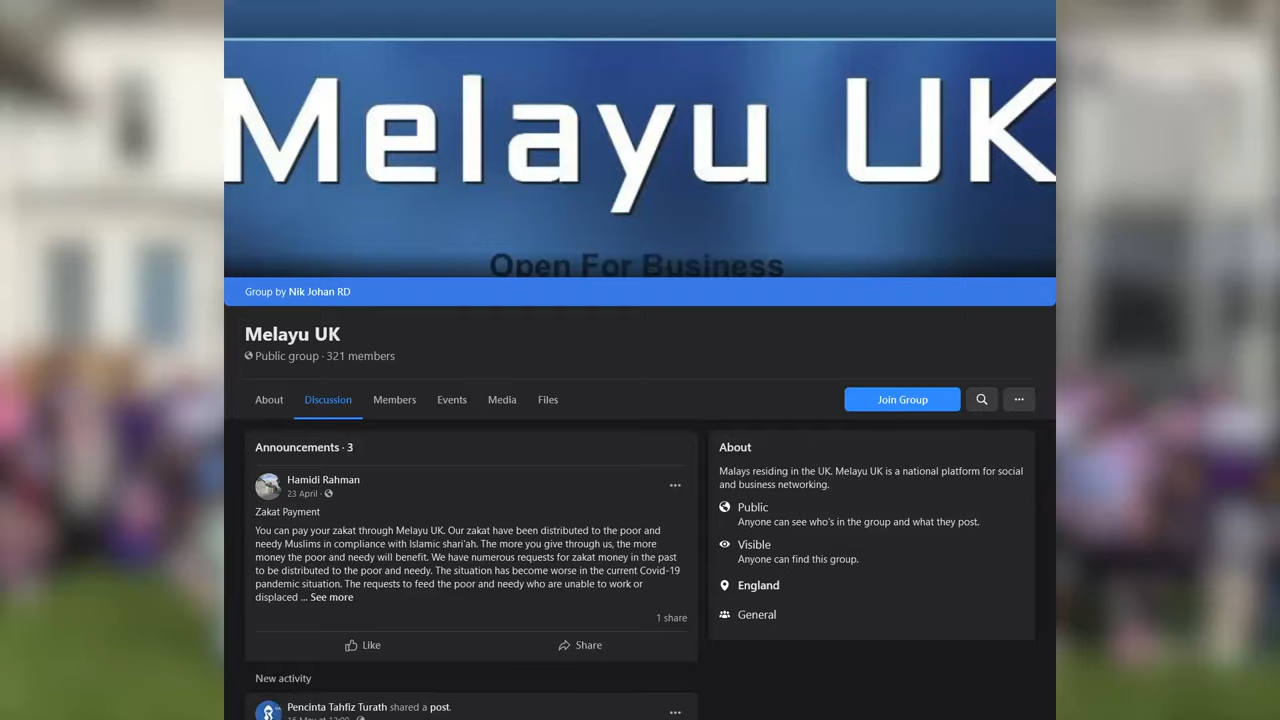 Melayu UK
Open For Business
Group by Nik Johan RD
Melayu UK
Public group · 321 members
About Discussion Members Events Media Files
Join Group
Announcements · 3
Hamidi Rahman
23 April ·
Zakat Payment
You can pay your zakat through Melayu UK. Our zakat have been distributed to the poor and
needy Muslims in compliance with Islamic shari'ah. The more you give through us, the more
money the poor and needy will benefit. We have numerous requests for zakat money in the past
to be distributed to the poor and needy. The situation has become worse in the current Covid-19
pandemic situation. The requests to feed the poor and needy who are unable to work or
displaced ... See more
1 share
Like Share
New activity
Pencinta Tahfiz Turath shared a post.
About
Malays residing in the UK. Melayu UK is a national platform for social
and business networking.
Public
Anyone can see who's in the group and what they post.
Visible
Anyone can find this group.
England
General